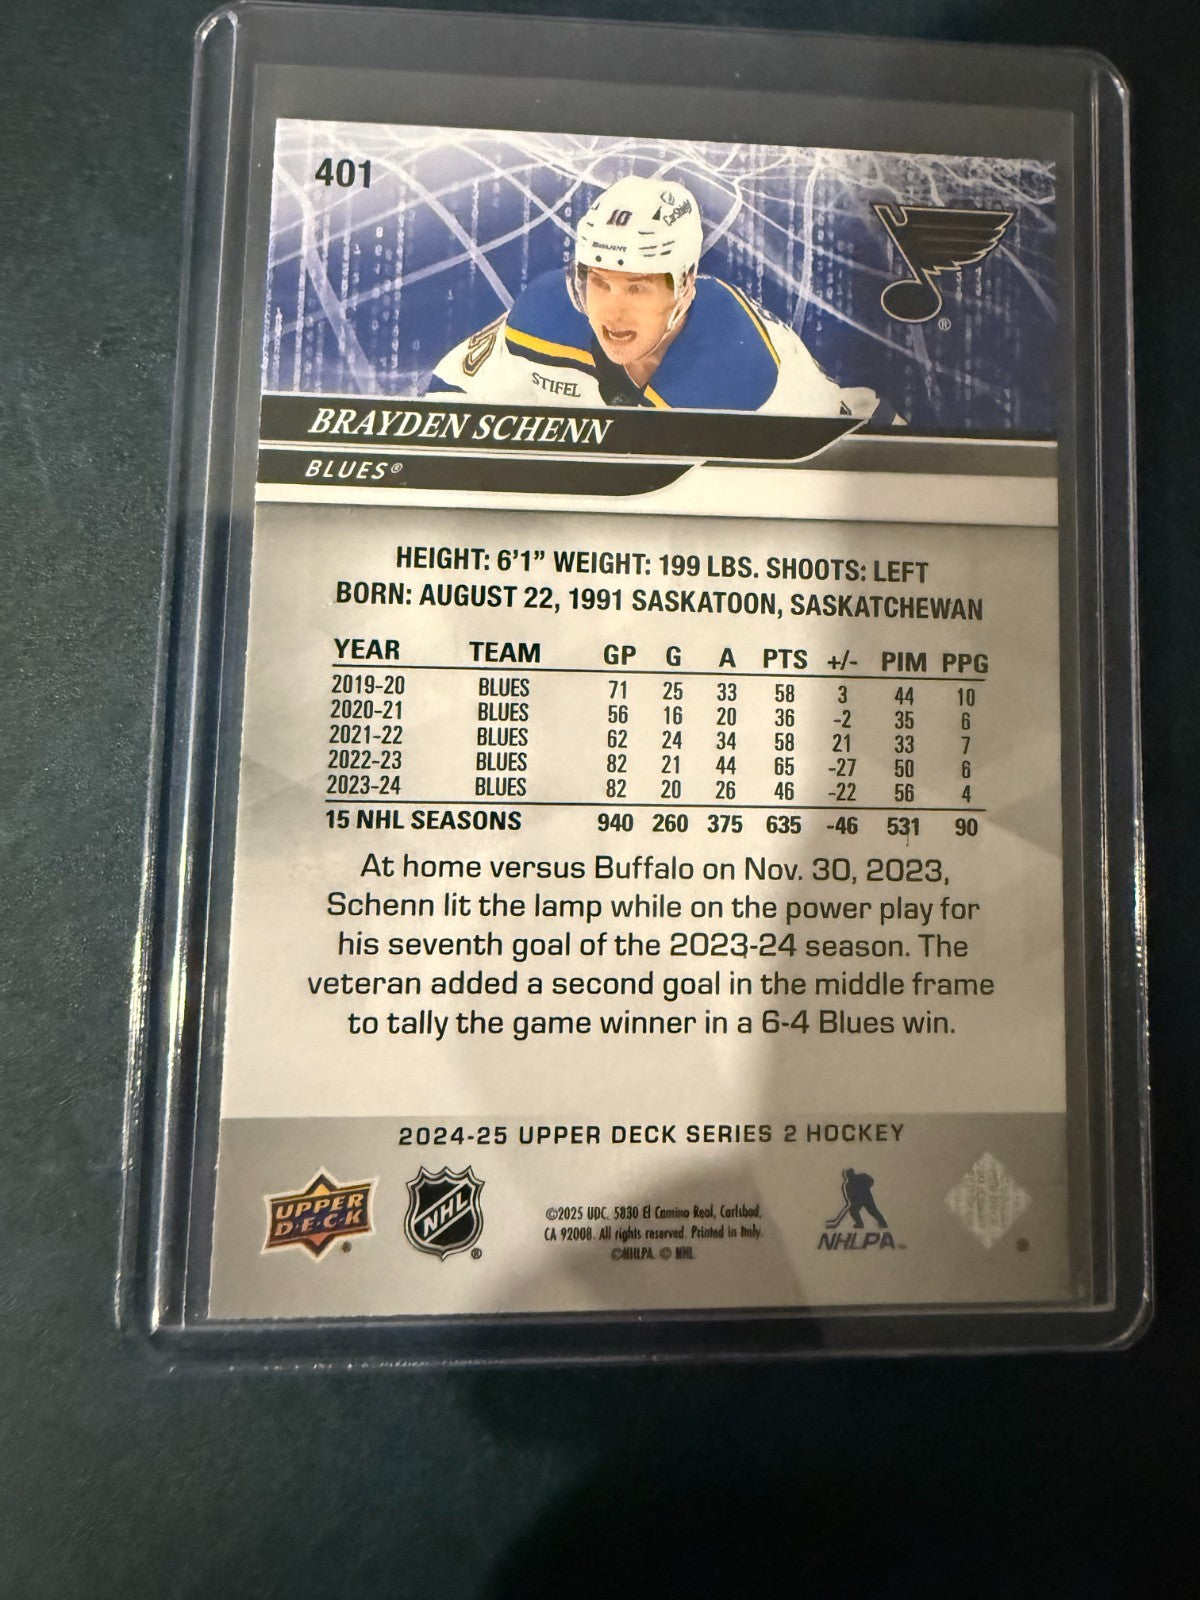 401
10
Bauer
CarShield
STIFEL
®
BRAYDEN SCHENN
BLUES®
HEIGHT: 6'1" WEIGHT: 199 LBS. SHOOTS: LEFT
BORN: AUGUST 22, 1991 SASKATOON, SASKATCHEWAN
YEAR TEAM GP G A PTS +/- PIM PPG
2019-20 BLUES 71 25 33 58 3 44 10
2020-21 BLUES 56 16 20 36 -2 35 6
2021-22 BLUES 62 24 34 58 21 33 7
2022-23 BLUES 82 21 44 65 -27 50 6
2023-24 BLUES 82 20 26 46 -22 56 4
15 NHL SEASONS 940 260 375 635 -46 531 90
At home versus Buffalo on Nov. 30, 2023,
Schenn lit the lamp while on the power play for
his seventh goal of the 2023-24 season. The
veteran added a second goal in the middle frame
to tally the game winner in a 6-4 Blues win.
2024-25 UPPER DECK SERIES 2 HOCKEY
UPPER
D·E·C·K
®
NHL
®
©2025 UDC, 5830 El Camino Real, Carlsbad,
CA 92008. All rights reserved. Printed in Italy.
©NHLPA. © NHL
NHLPA™